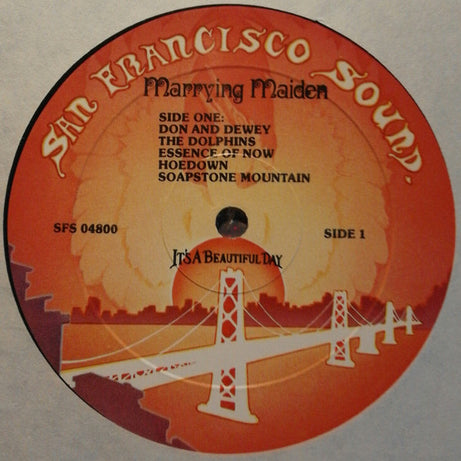 SAN FRANCISCO SOUND.
Marrying Maiden
SIDE ONE:
DON AND DEWEY
THE DOLPHINS
ESSENCE OF NOW
HOEDOWN
SOAPSTONE MOUNTAIN
SFS 04800
SIDE 1
IT'S A BEAUTIFUL DAY